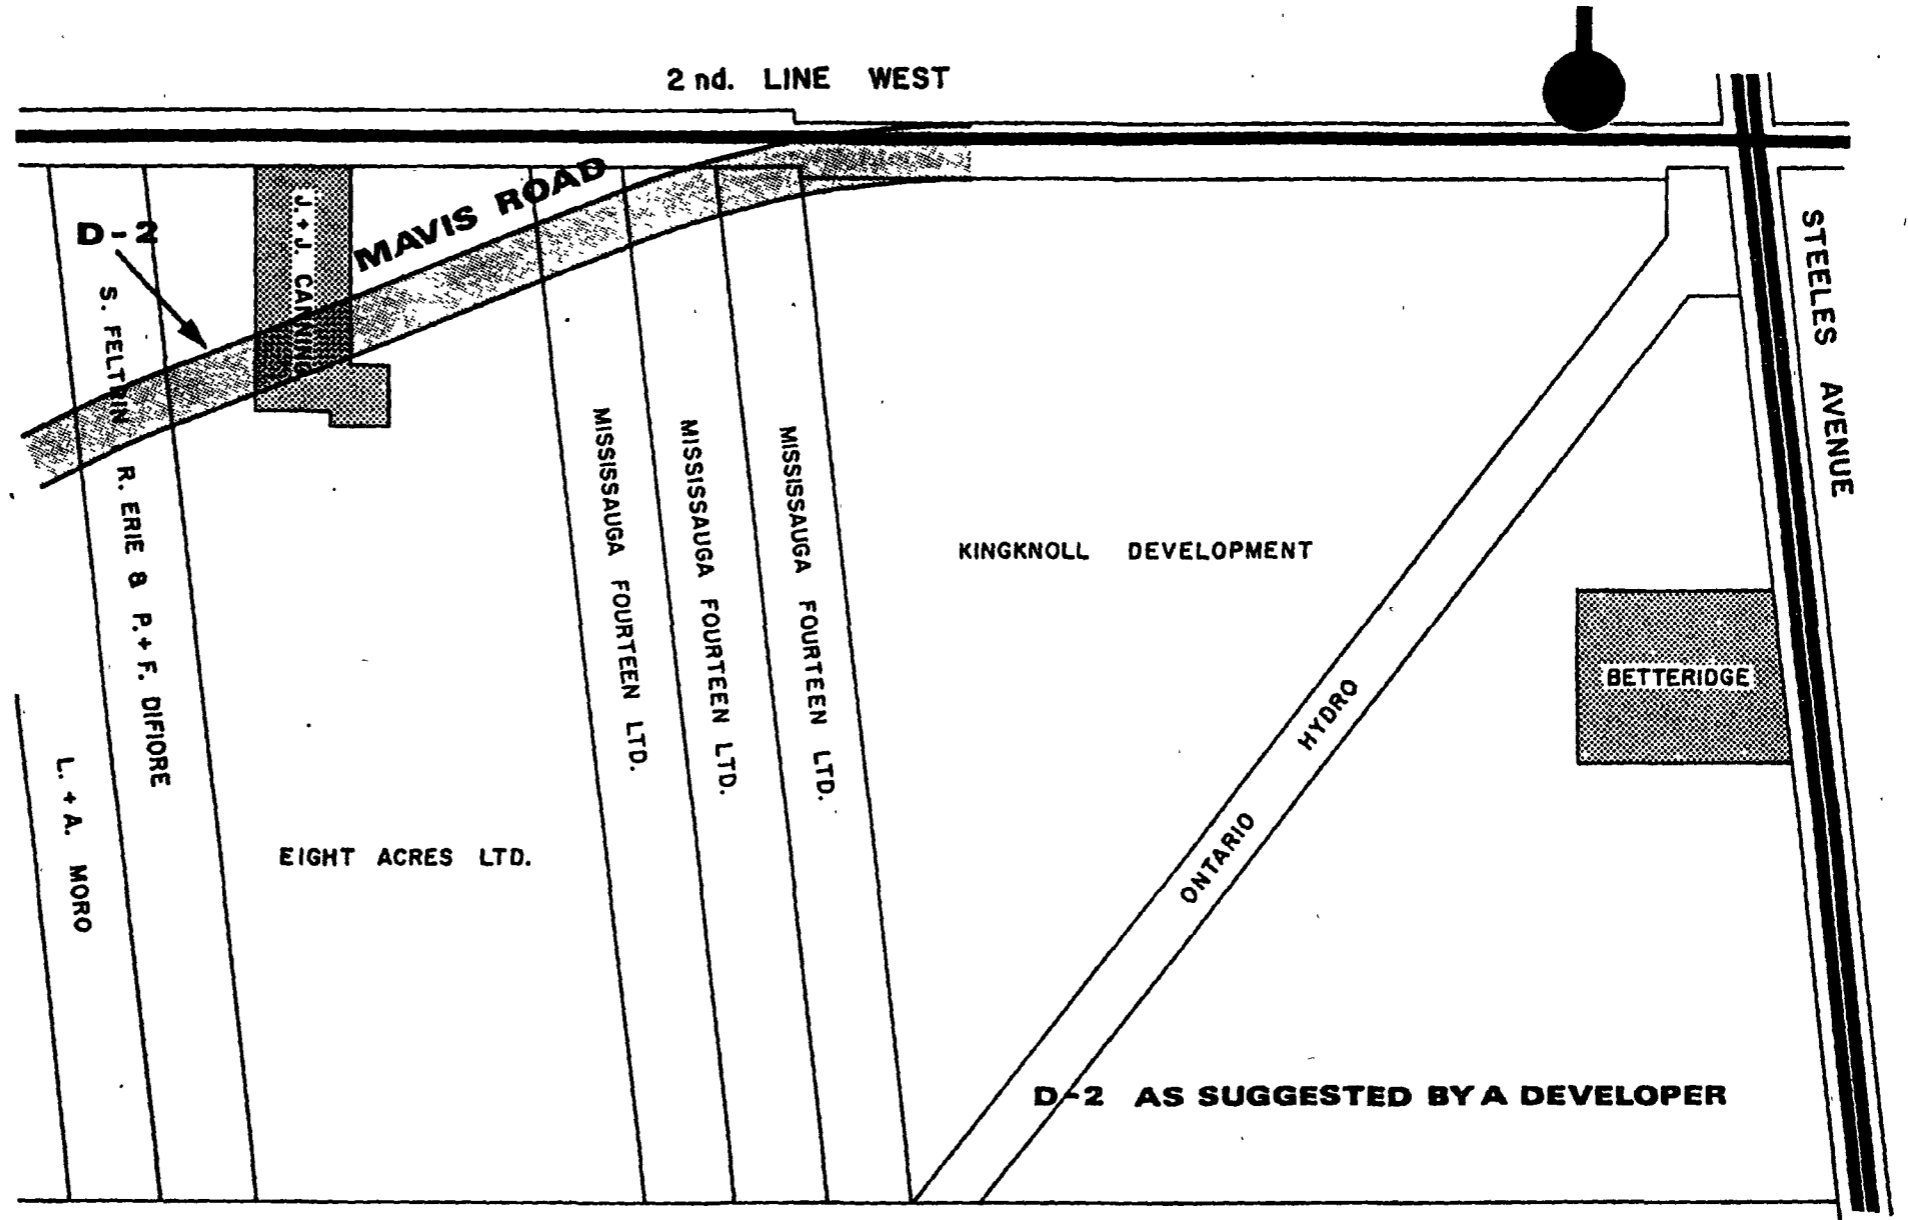 2 nd. LINE WEST
MAVIS ROAD
D-2
J. + J. CANNING
S. FELTRIN
R. ERIE & P. + F. DIFIORE
L. + A. MORO
EIGHT ACRES LTD.
MISSISSAUGA FOURTEEN LTD.
MISSISSAUGA FOURTEEN LTD.
MISSISSAUGA FOURTEEN LTD.
KINGKNOLL DEVELOPMENT
ONTARIO HYDRO
BETTERIDGE
STEELES AVENUE
D-2 AS SUGGESTED BY A DEVELOPER